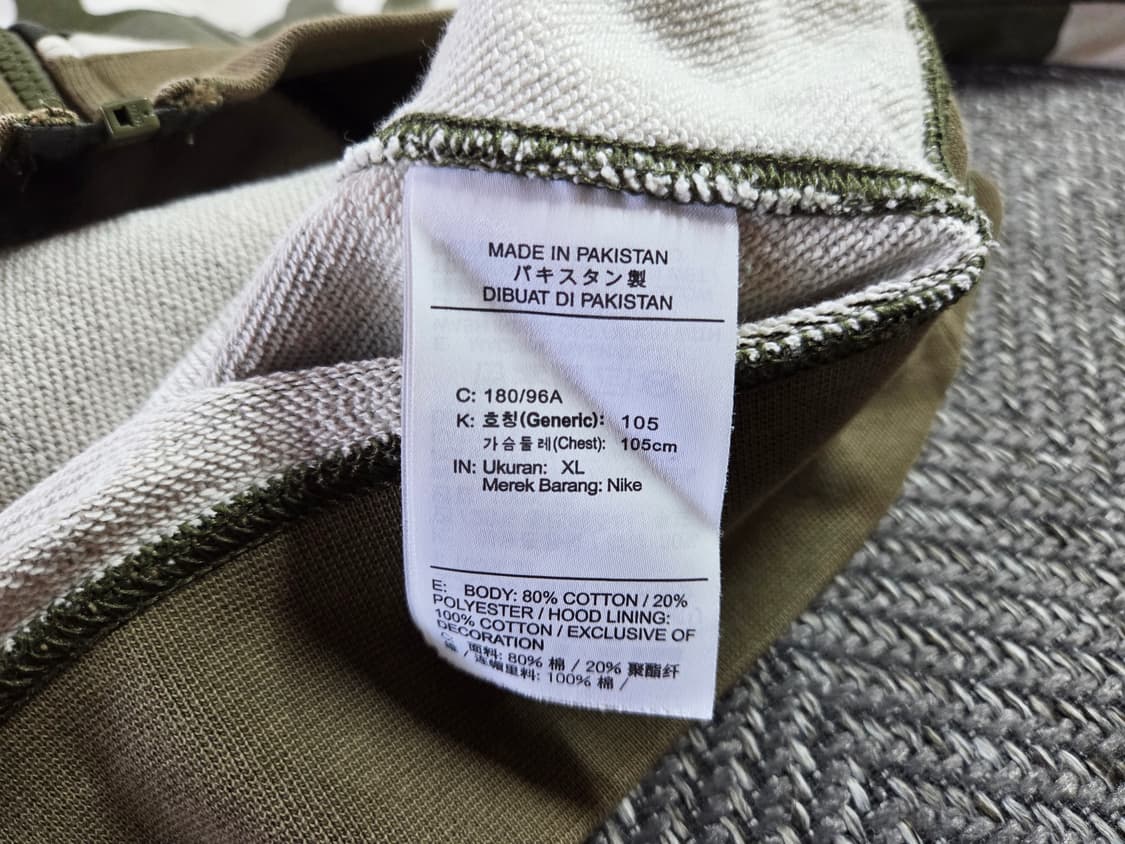 MADE IN PAKISTAN
パキスタン製
DIBUAT DI PAKISTAN
C: 180/96A
K: 호칭(Generic): 105
가슴둘레(Chest): 105cm
IN: Ukuran: XL
Merek Barang: Nike
E: BODY: 80% COTTON / 20%
POLYESTER / HOOD LINING:
100% COTTON / EXCLUSIVE OF
DECORATION
C: 面料: 80% 棉 / 20% 聚酯纤
维 / 连帽里料: 100% 棉 /